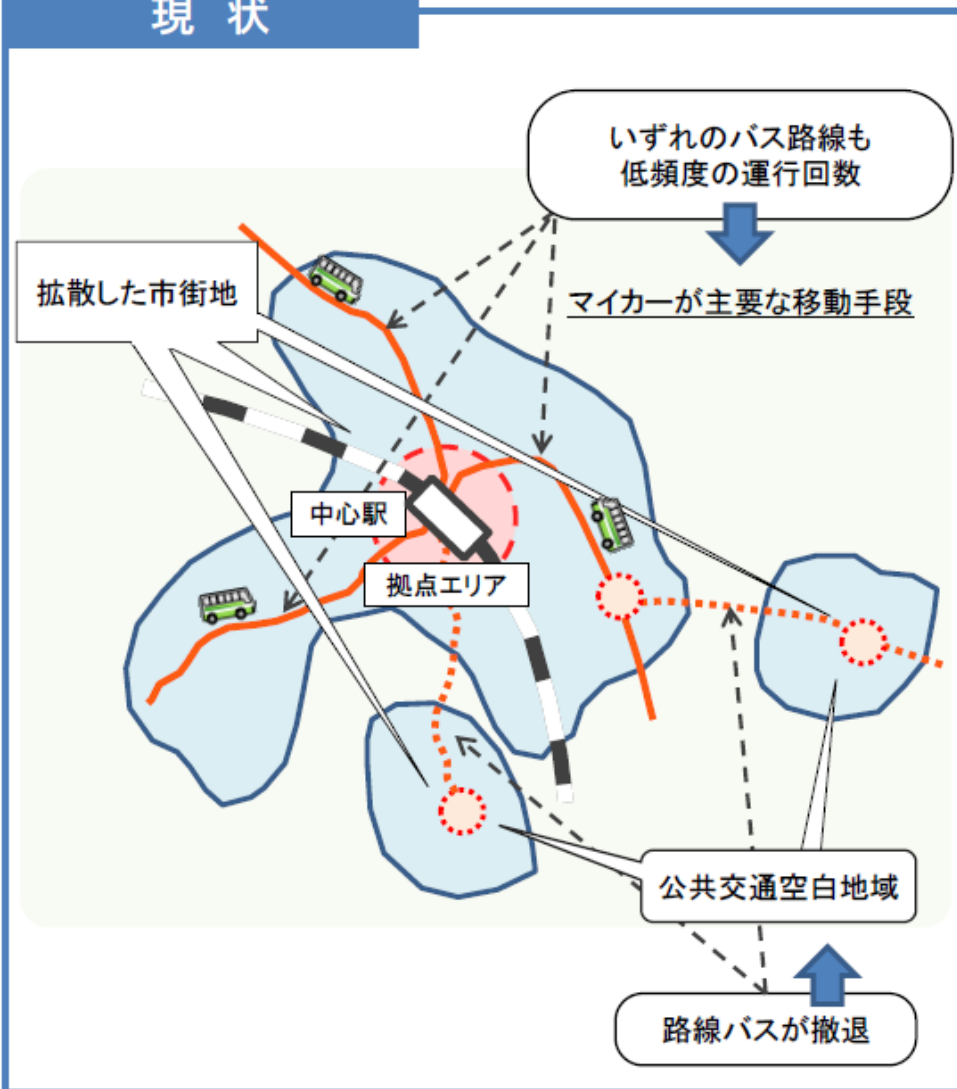 現 状
いずれのバス路線も
低頻度の運行回数
拡散した市街地
マイカーが主要な移動手段
中心駅
拠点エリア
公共交通空白地域
路線バスが撤退